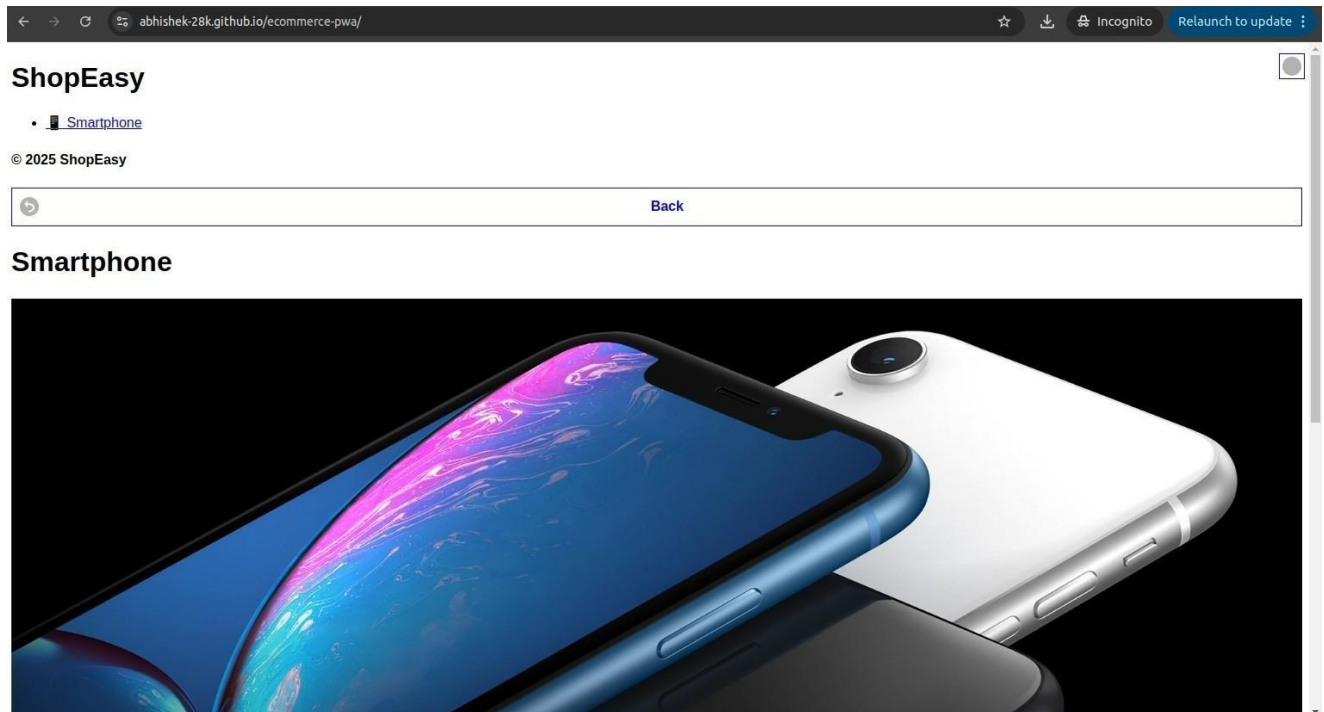 abhishek-28k.github.io/ecommerce-pwa/
Incognito
Relaunch to update
ShopEasy
Smartphone
© 2025 ShopEasy
Back
Smartphone